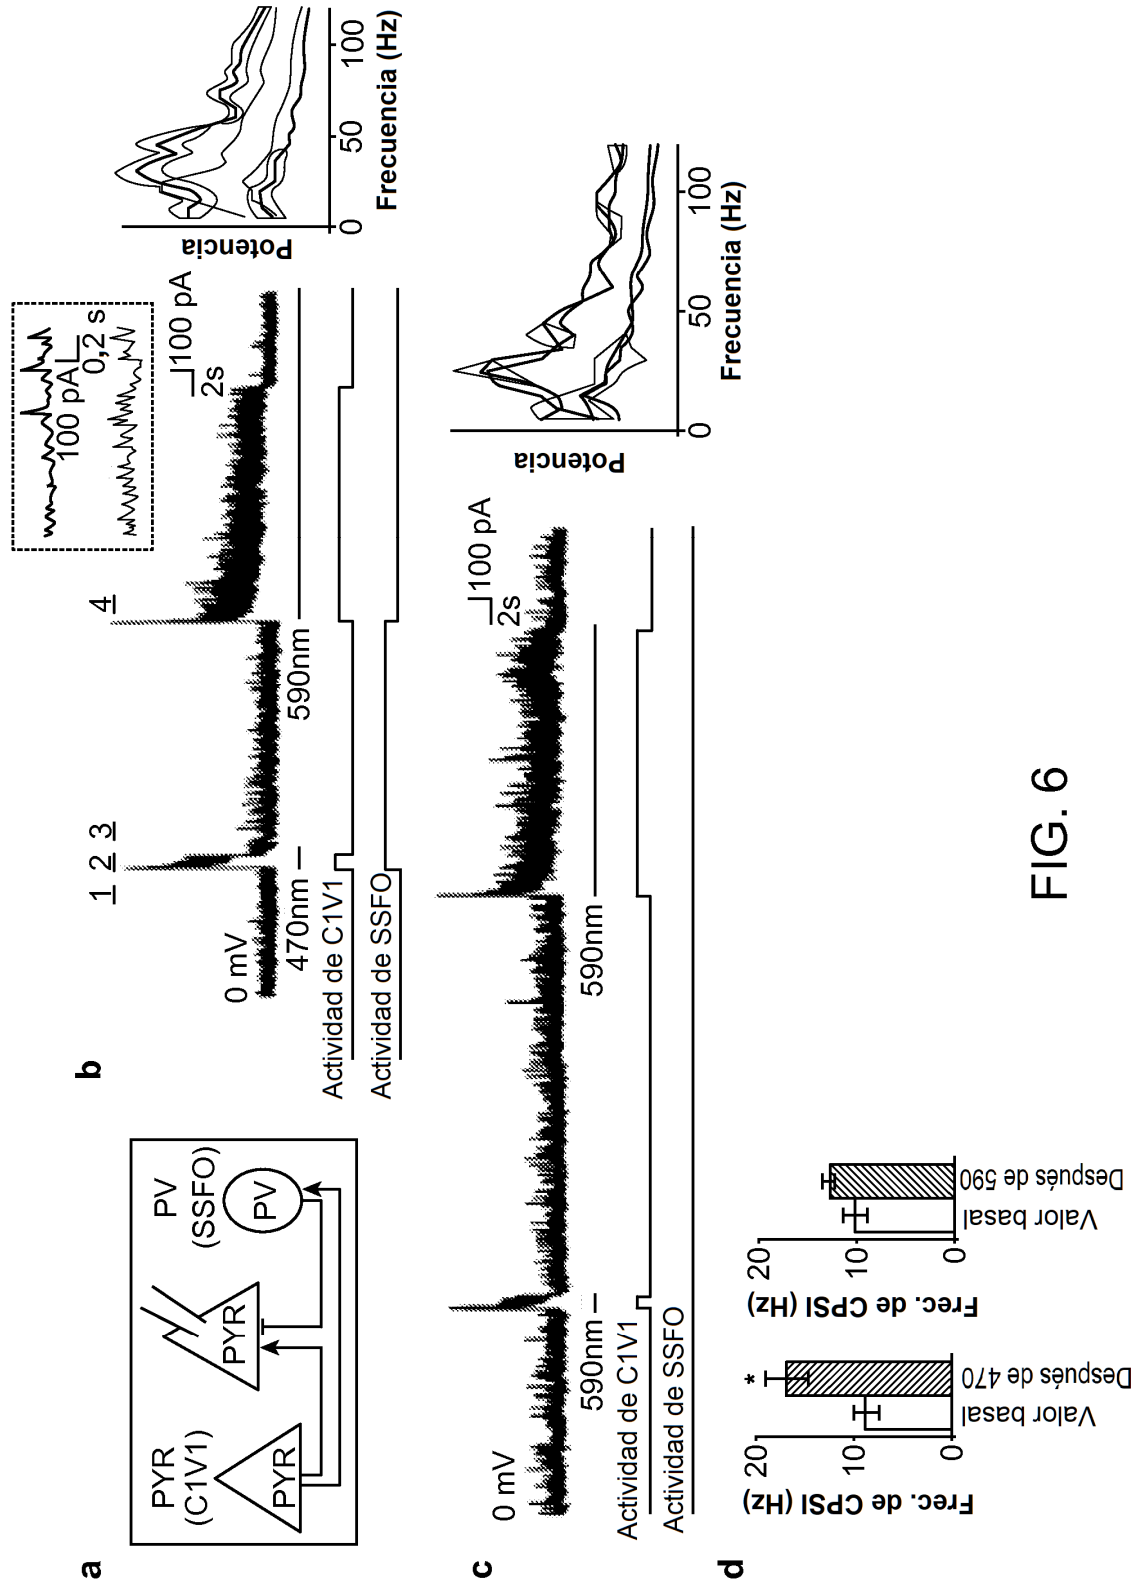 a
PYR
(C1V1)
PYR
PYR
PV
(SSFO)
PV
b
0 mV
1 2 3 4
470nm
590nm
Actividad de C1V1
Actividad de SSFO
100 pA
2s
100 pA
0,2 s
Potencia
0 50 100
Frecuencia (Hz)
c
0 mV
590nm
590nm
Actividad de C1V1
Actividad de SSFO
100 pA
2s
Potencia
0 50 100
Frecuencia (Hz)
d
Frec. de CPSI (Hz)
20
10
0
*
Valor basal
Después de 470
Frec. de CPSI (Hz)
20
10
0
Valor basal
Después de 590
FIG. 6